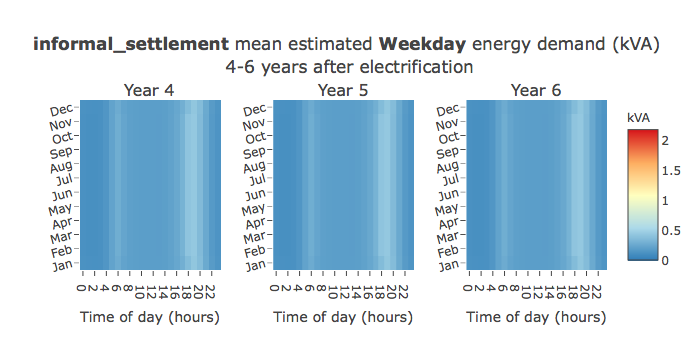 informal_settlement mean estimated Weekday energy demand (kVA)
4-6 years after electrification
Year 4
Year 5
Year 6
Dec
Nov
Oct
Sep
Aug
Jul
Jun
May
Apr
Mar
Feb
Jan
0 2 4 6 8 10 12 14 16 18 20 22
Time of day (hours)
Dec
Nov
Oct
Sep
Aug
Jul
Jun
May
Apr
Mar
Feb
Jan
0 2 4 6 8 10 12 14 16 18 20 22
Time of day (hours)
Dec
Nov
Oct
Sep
Aug
Jul
Jun
May
Apr
Mar
Feb
Jan
0 2 4 6 8 10 12 14 16 18 20 22
Time of day (hours)
kVA
2
1.5
1
0.5
0